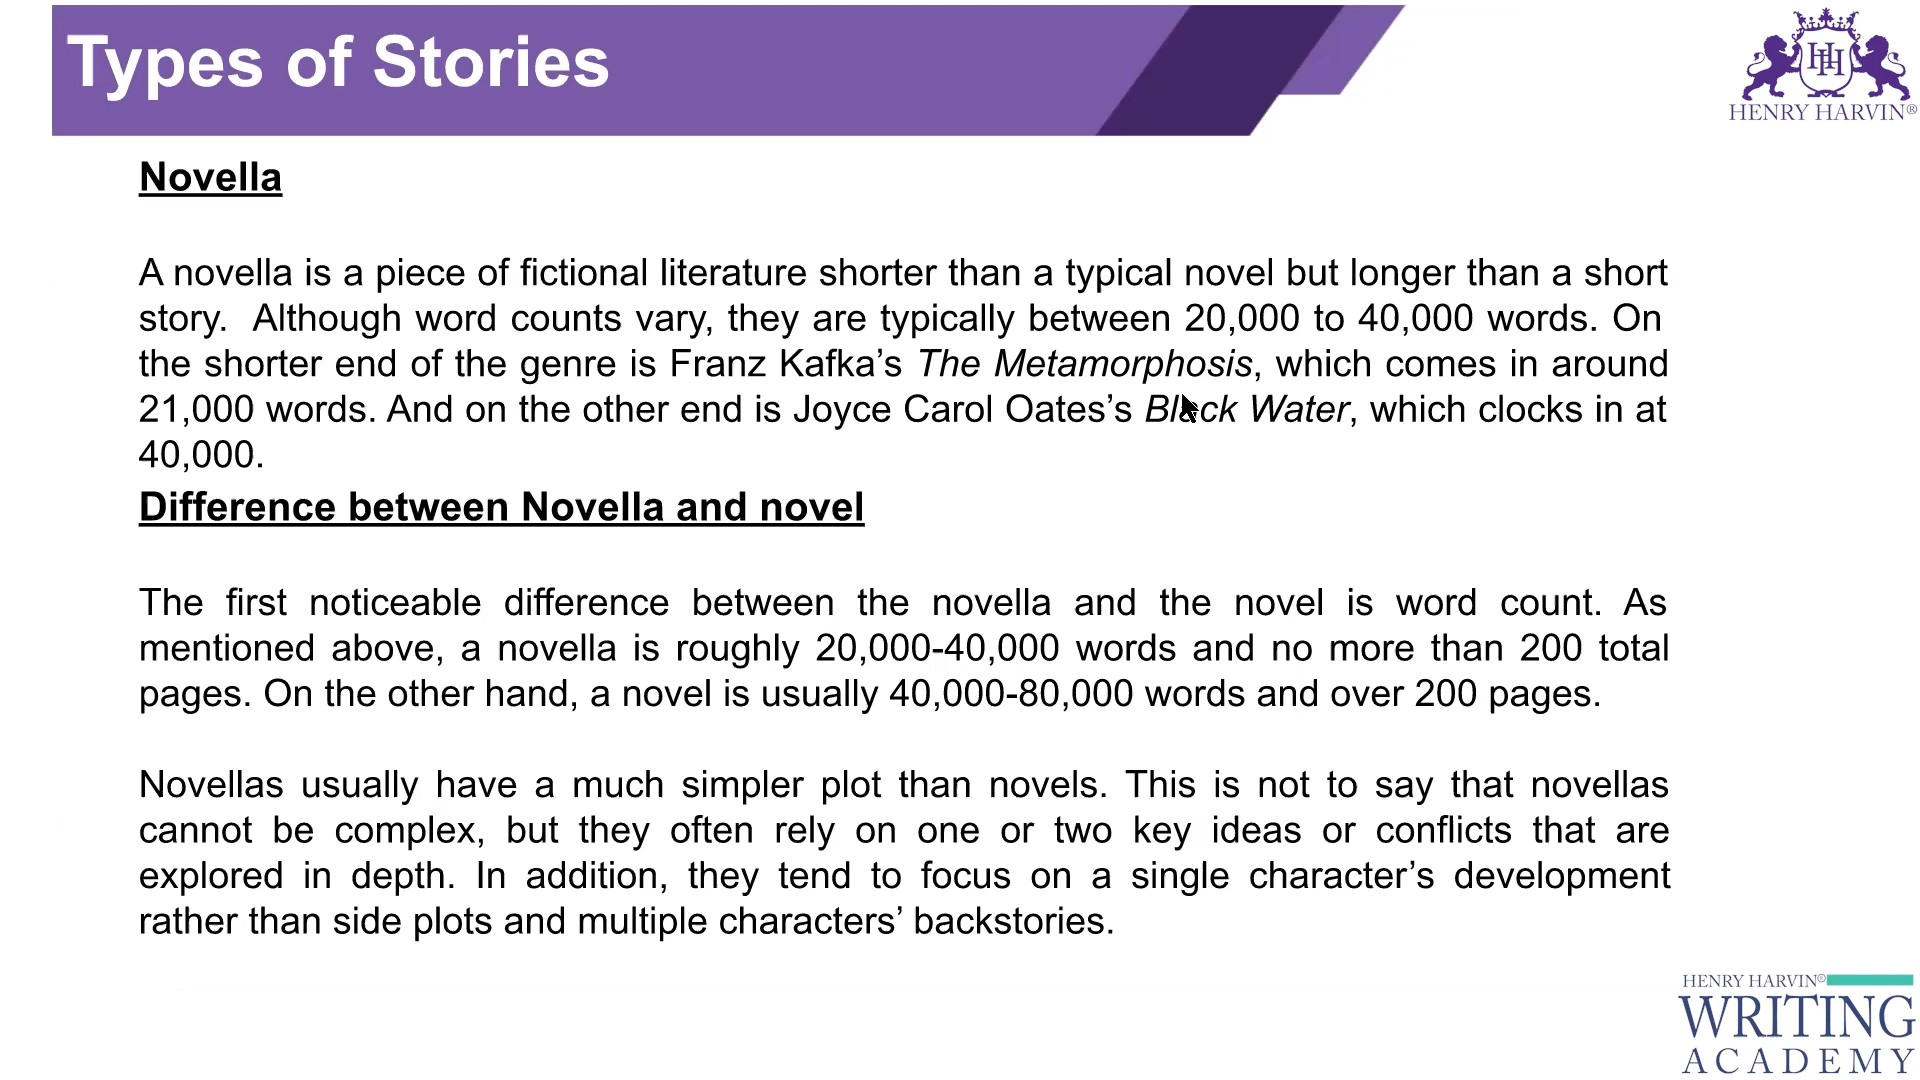 Types of Stories
HH
HENRY HARVIN®
Novella
A novella is a piece of fictional literature shorter than a typical novel but longer than a short
story.  Although word counts vary, they are typically between 20,000 to 40,000 words. On
the shorter end of the genre is Franz Kafka’s The Metamorphosis, which comes in around
21,000 words. And on the other end is Joyce Carol Oates’s Black Water, which clocks in at
40,000.
Difference between Novella and novel
The first noticeable difference between the novella and the novel is word count. As
mentioned above, a novella is roughly 20,000-40,000 words and no more than 200 total
pages. On the other hand, a novel is usually 40,000-80,000 words and over 200 pages.
Novellas usually have a much simpler plot than novels. This is not to say that novellas
cannot be complex, but they often rely on one or two key ideas or conflicts that are
explored in depth. In addition, they tend to focus on a single character’s development
rather than side plots and multiple characters’ backstories.
HENRY HARVIN®
WRITING
ACADEMY